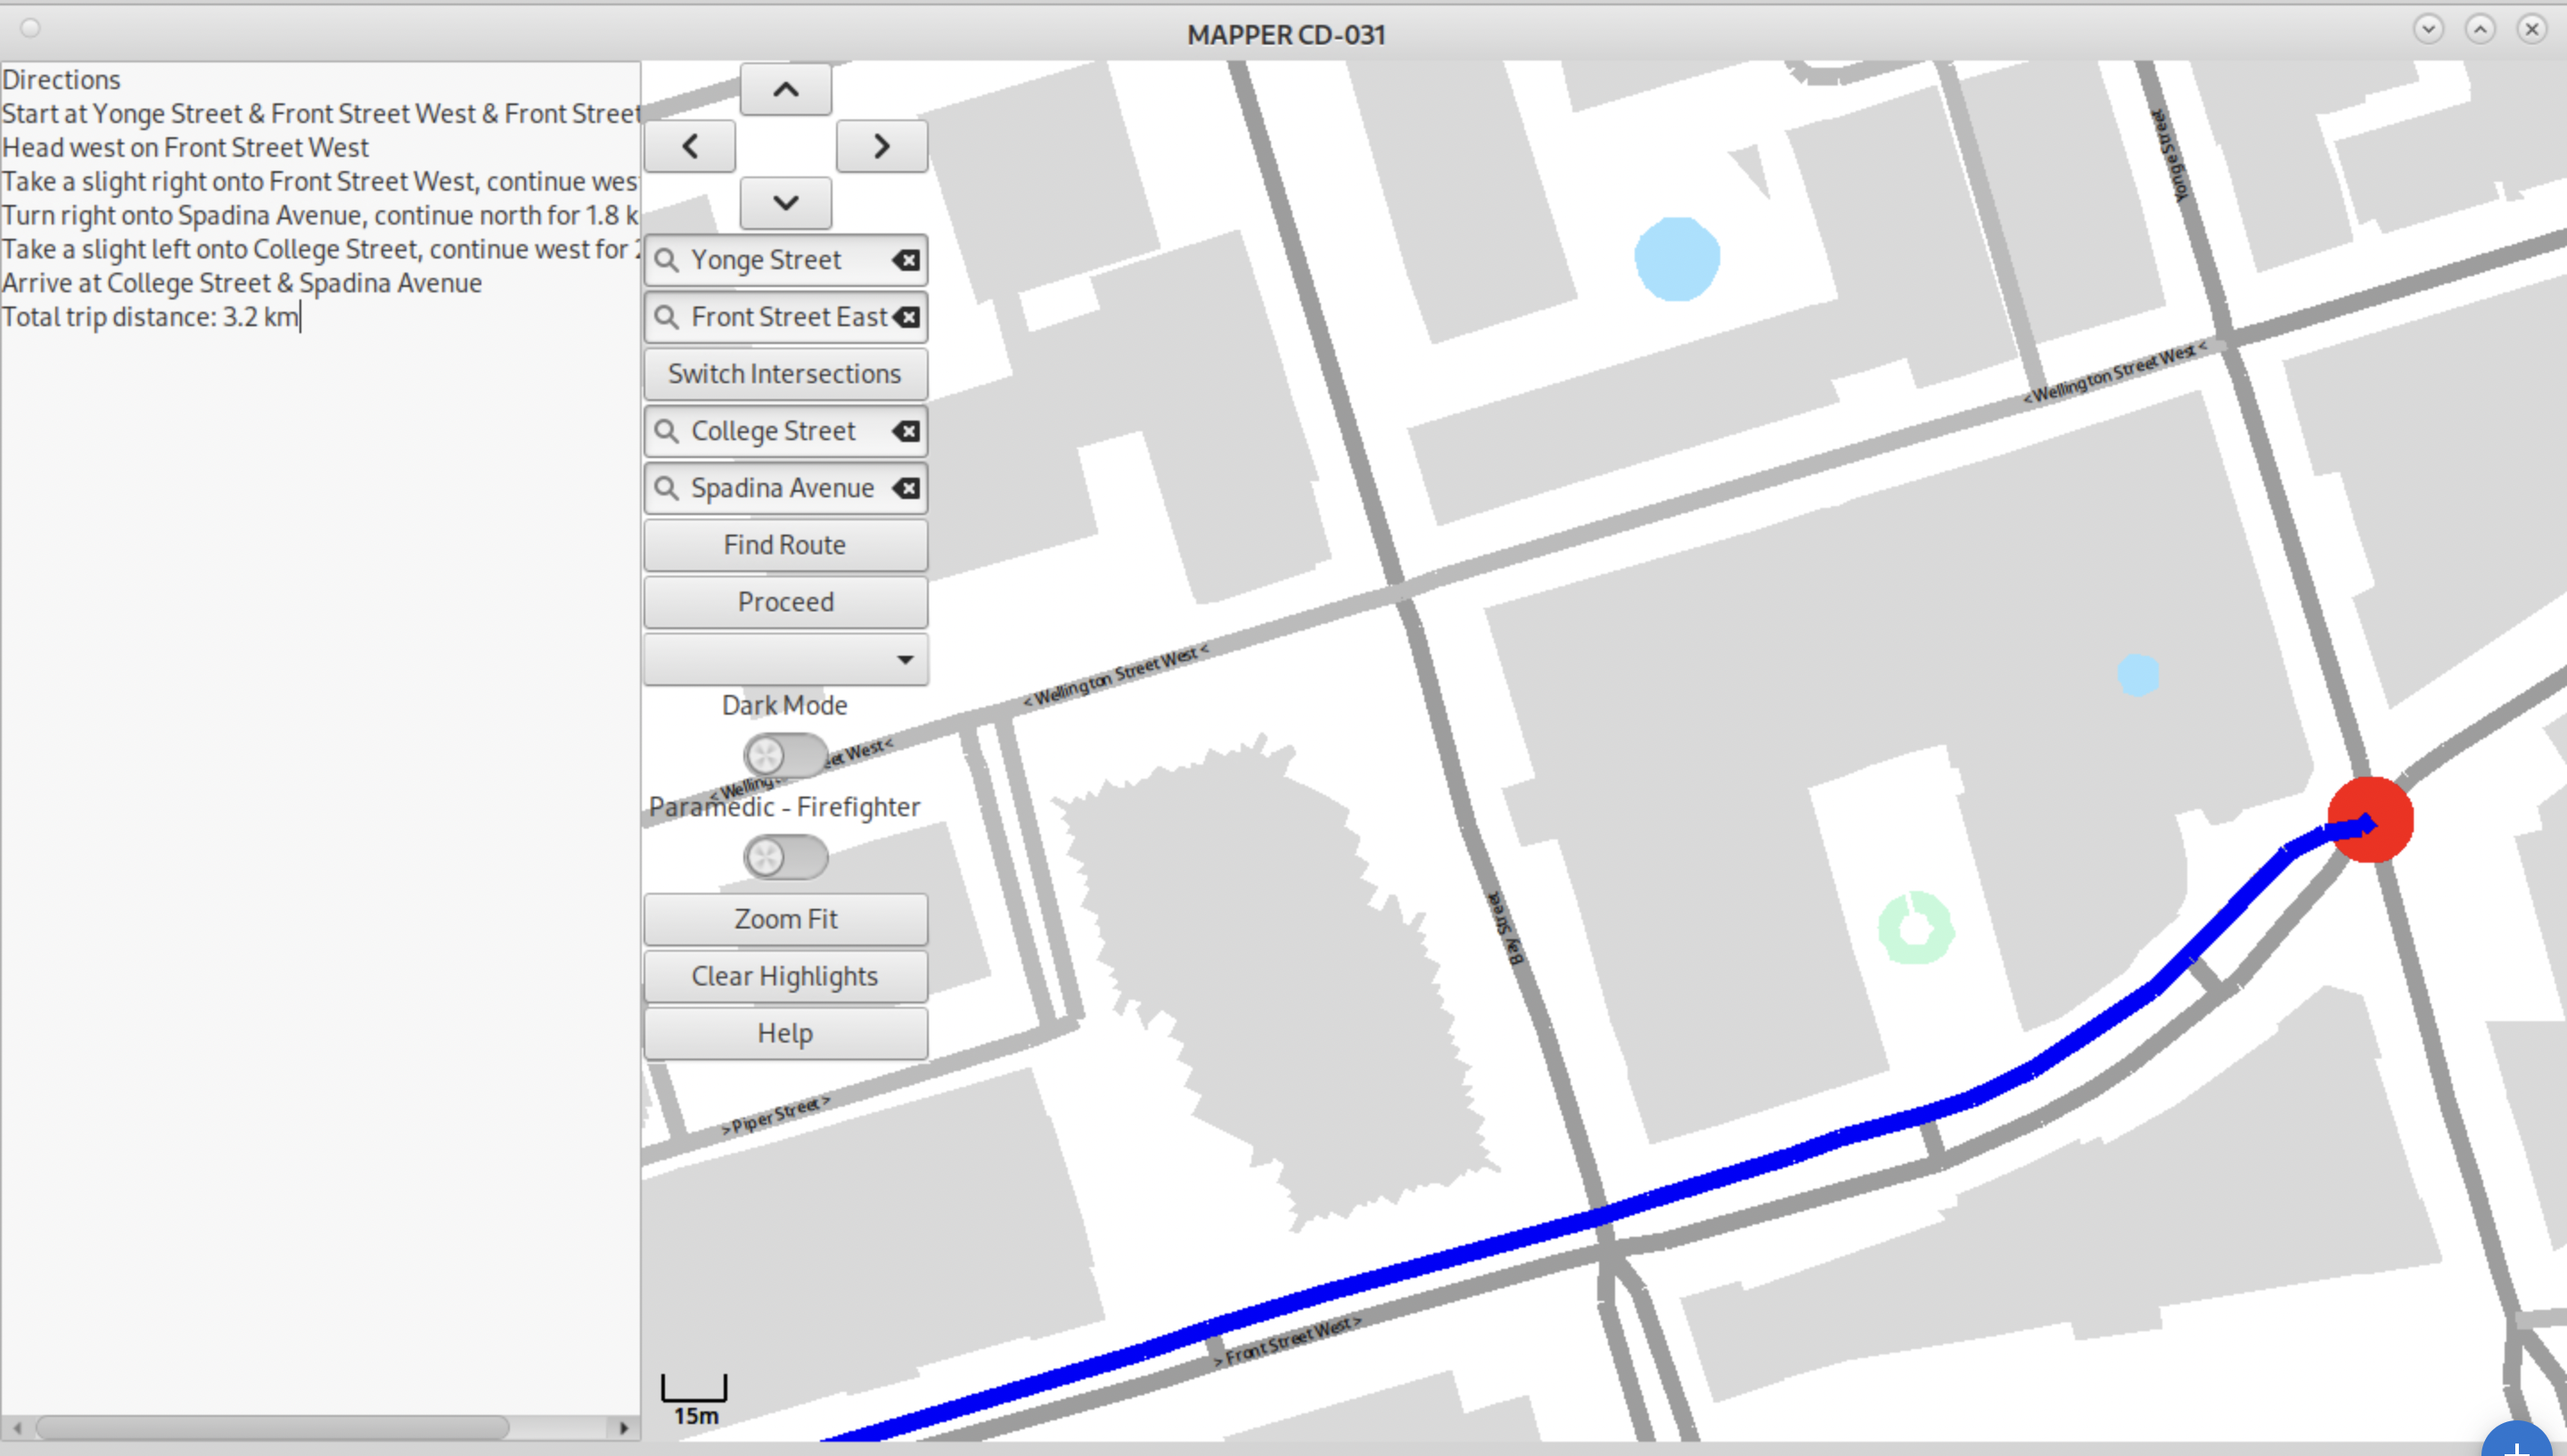 MAPPER CD-031
Directions
Start at Yonge Street & Front Street West & Front Street
Head west on Front Street West
Take a slight right onto Front Street West, continue wes
Turn right onto Spadina Avenue, continue north for 1.8 k
Take a slight left onto College Street, continue west for 2
Arrive at College Street & Spadina Avenue
Total trip distance: 3.2 km
Yonge Street
Front Street East
Switch Intersections
College Street
Spadina Avenue
Find Route
Proceed
Dark Mode
Paramedic - Firefighter
Zoom Fit
Clear Highlights
Help
Yonge Street
< Wellington Street West <
< Wellington Street West <
< Welling
eet West <
Bay Street
> Piper Street >
> Front Street West >
15m